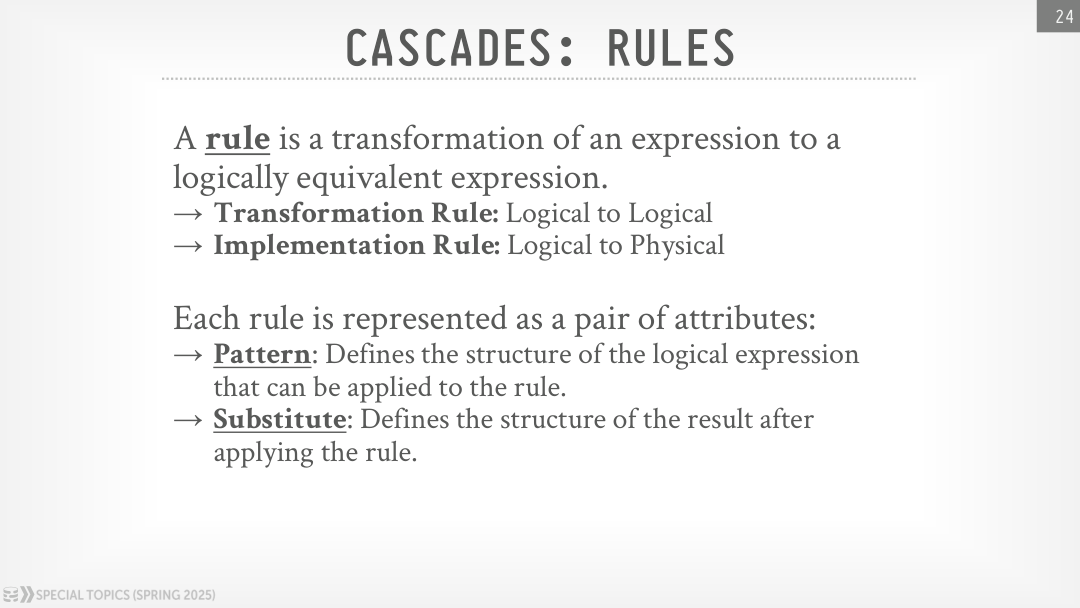 24
CASCADES: RULES
A rule is a transformation of an expression to a
logically equivalent expression.
→ Transformation Rule: Logical to Logical
→ Implementation Rule: Logical to Physical
Each rule is represented as a pair of attributes:
→ Pattern: Defines the structure of the logical expression
that can be applied to the rule.
→ Substitute: Defines the structure of the result after
applying the rule.
SPECIAL TOPICS (SPRING 2025)